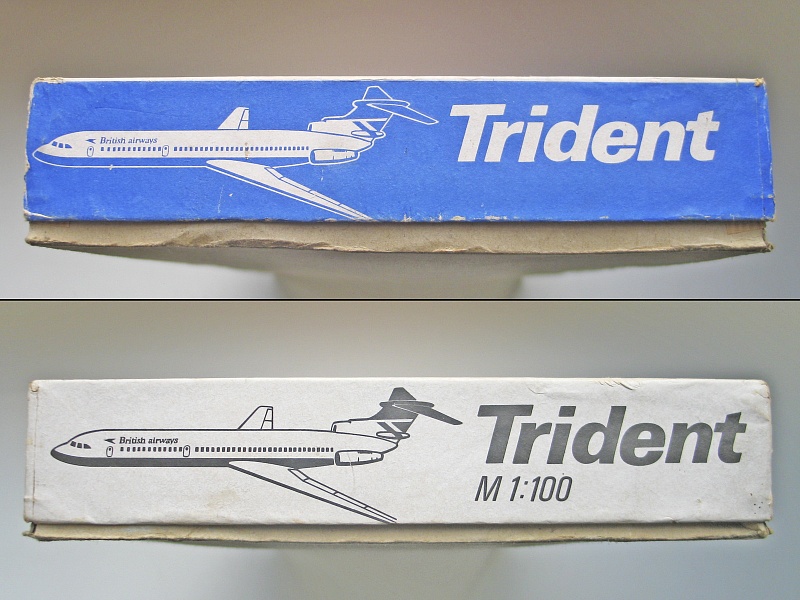 British airways
Trident
British airways
Trident
M 1:100